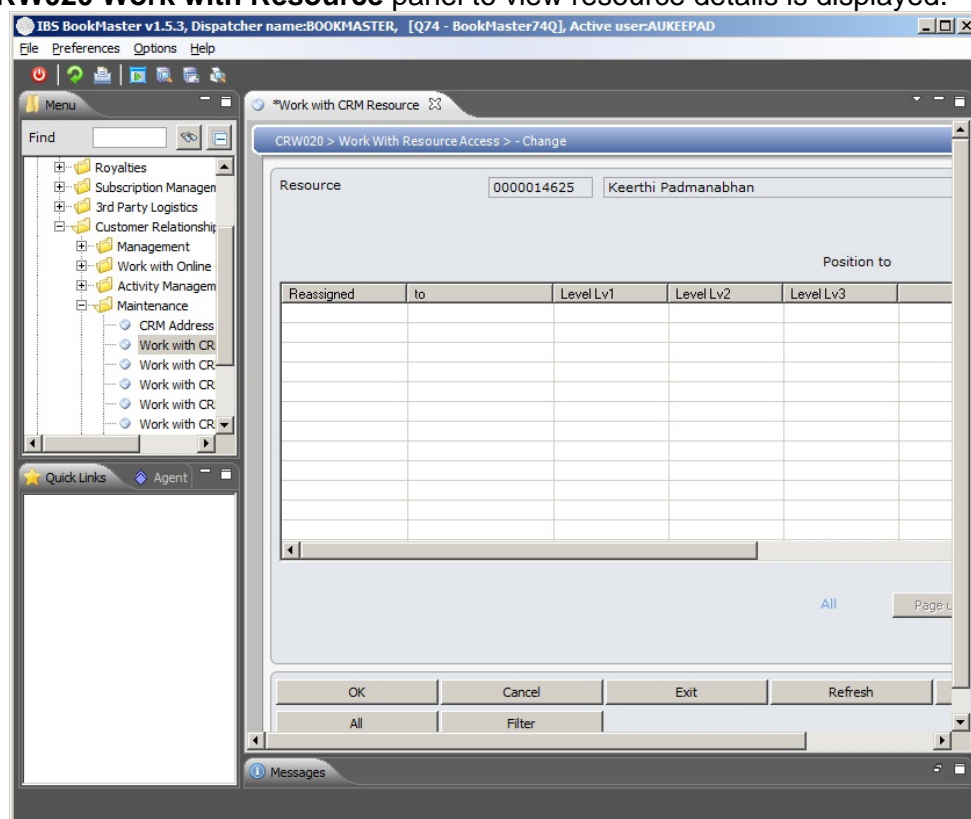 RW020 Work with Resource panel to view resource details is displayed.
IBS BookMaster v1.5.3, Dispatcher name:BOOKMASTER, [Q74 - BookMaster74Q], Active user:AUKEEPAD
File Preferences Options Help
Menu
*Work with CRM Resource
Find
CRW020 > Work With Resource Access > - Change
Royalties
Subscription Managen
3rd Party Logistics
Customer Relationship
Management
Work with Online
Activity Managem
Maintenance
CRM Address
Work with CR
Work with CR
Work with CR
Work with CR
Work with CR
Resource 0000014625 Keerthi Padmanabhan
Position to
Reassigned to Level Lv1 Level Lv2 Level Lv3
Quick Links Agent
All Page u
OK Cancel Exit Refresh
All Filter
Messages